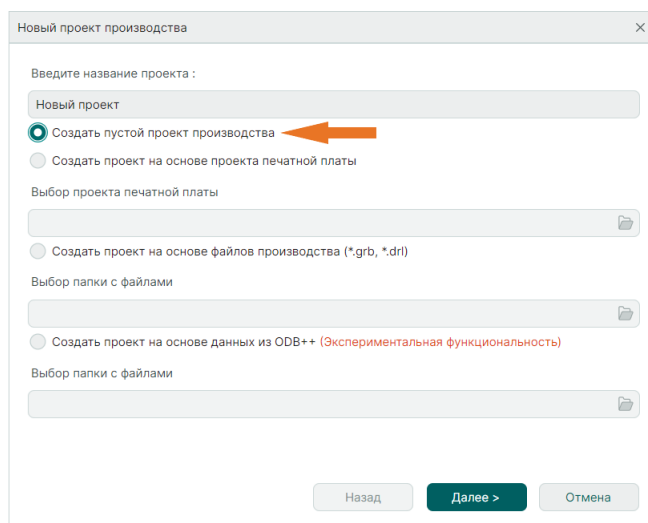 Новый проект производства
Введите название проекта :
Новый проект
Создать пустой проект производства
Создать проект на основе проекта печатной платы
Выбор проекта печатной платы
Создать проект на основе файлов производства (*.grb, *.drl)
Выбор папки с файлами
Создать проект на основе данных из ODB++ (Экспериментальная функциональность)
Выбор папки с файлами
Назад Далее > Отмена